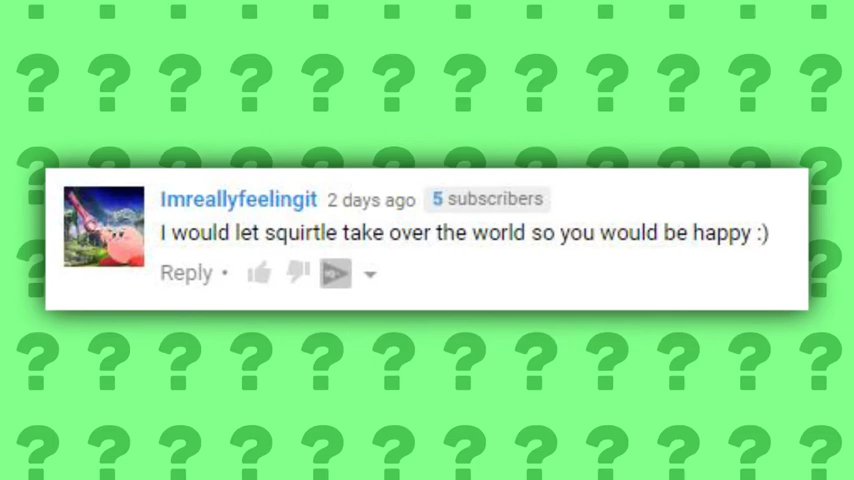 Imreallyfeelingit 2 days ago 5 subscribers
I would let squirtle take over the world so you would be happy :)
Reply •